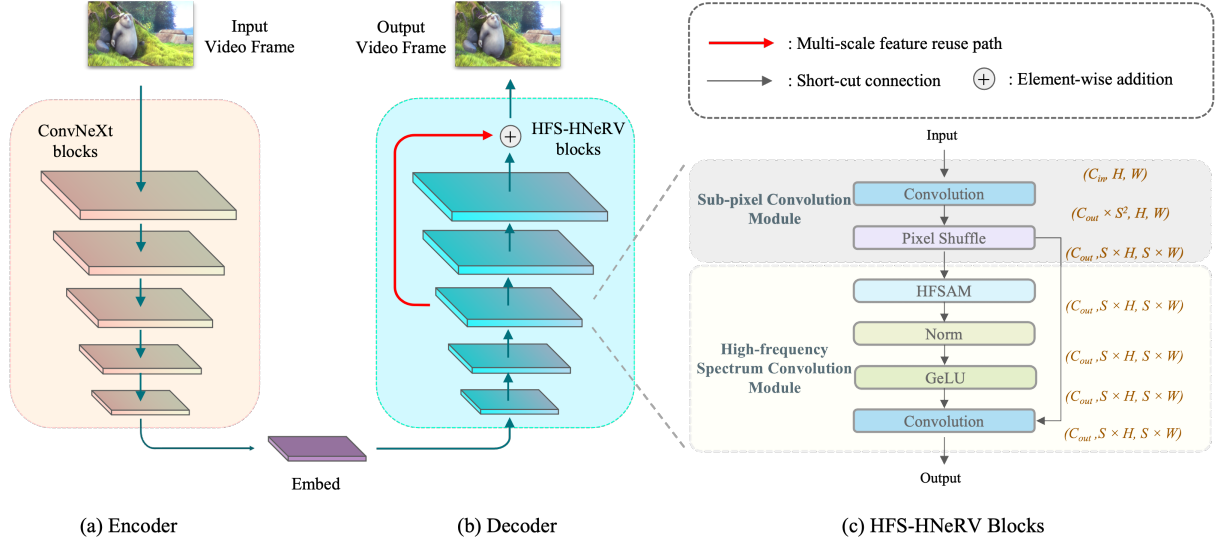 Input
Video Frame
Output
Video Frame
ConvNeXt
blocks
HFS-HNeRV
blocks
+
Embed
(a) Encoder
(b) Decoder
: Multi-scale feature reuse path
: Short-cut connection
+ : Element-wise addition
Input
Sub-pixel Convolution
Module
Convolution
Pixel Shuffle
(C_in, H, W)
(C_out × S², H, W)
(C_out ,S × H, S × W)
High-frequency
Spectrum Convolution
Module
HFSAM
Norm
GeLU
Convolution
(C_out ,S × H, S × W)
(C_out ,S × H, S × W)
(C_out ,S × H, S × W)
(C_out ,S × H, S × W)
Output
(c) HFS-HNeRV Blocks